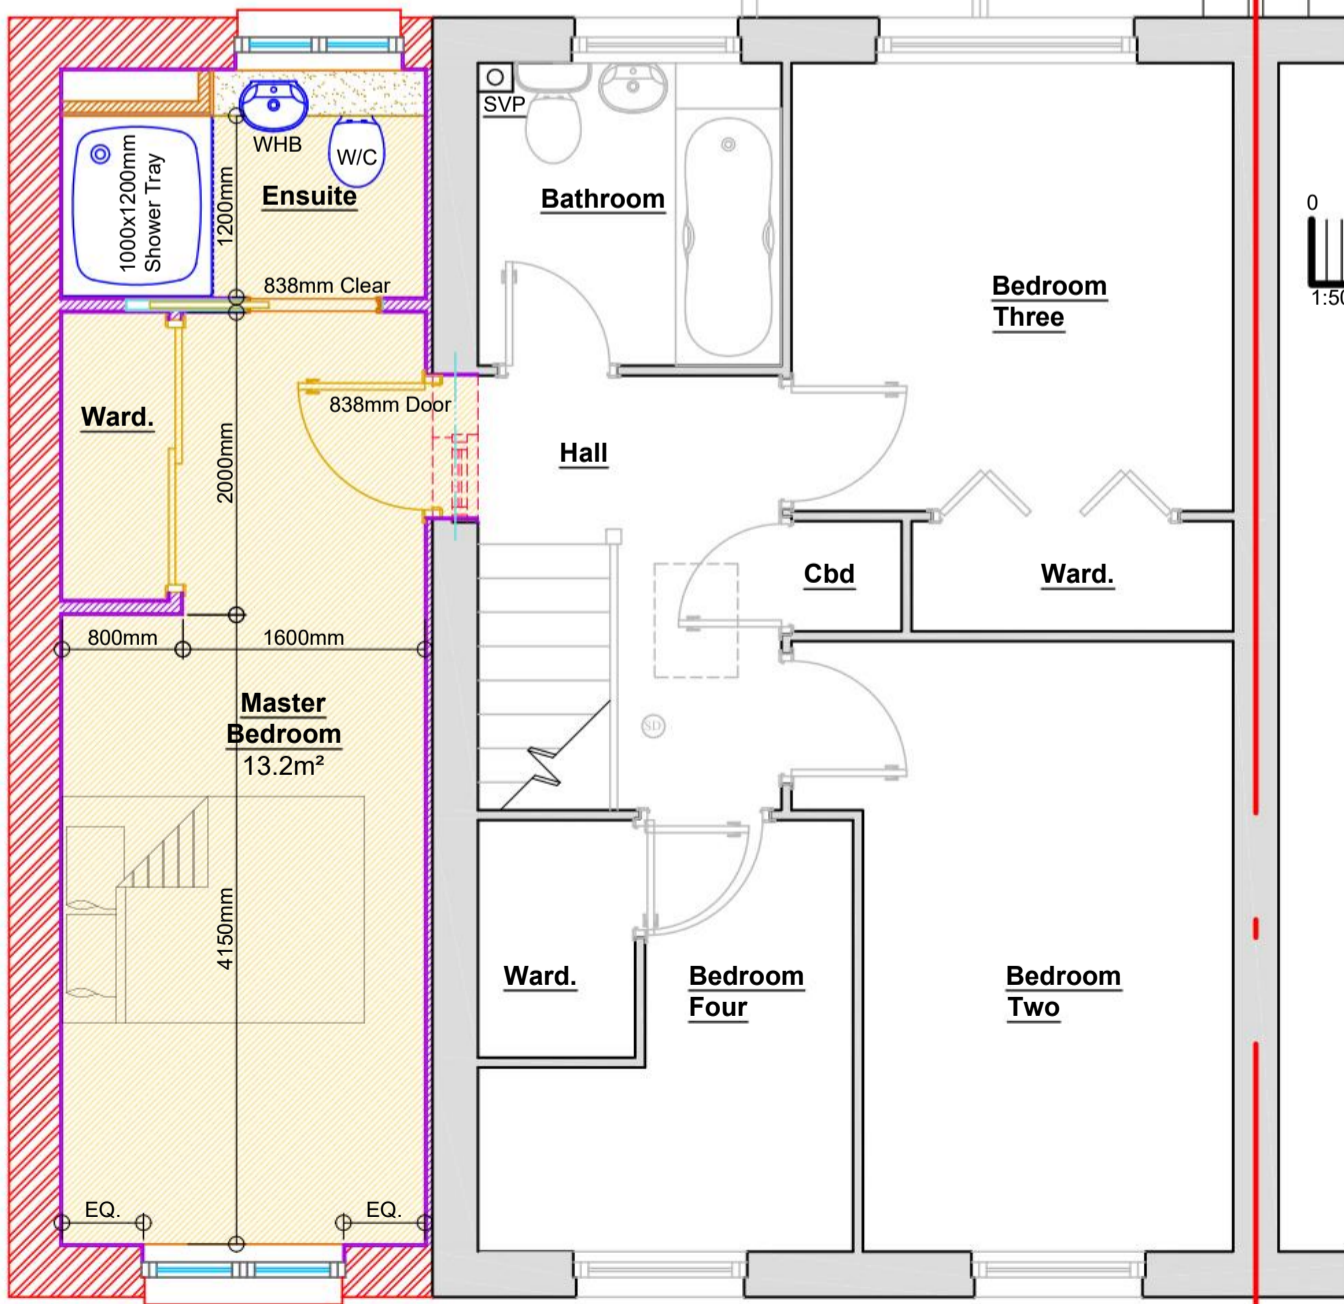 SVP
WHB
W/C
1000x1200mm
Shower Tray
1200mm
Ensuite
Bathroom
0
838mm Clear
Bedroom
Three
1:50
838mm Door
Ward.
2000mm
Hall
Cbd
Ward.
800mm
1600mm
Master
Bedroom
13.2m²
SD
4150mm
Ward.
Bedroom
Four
Bedroom
Two
EQ.
EQ.